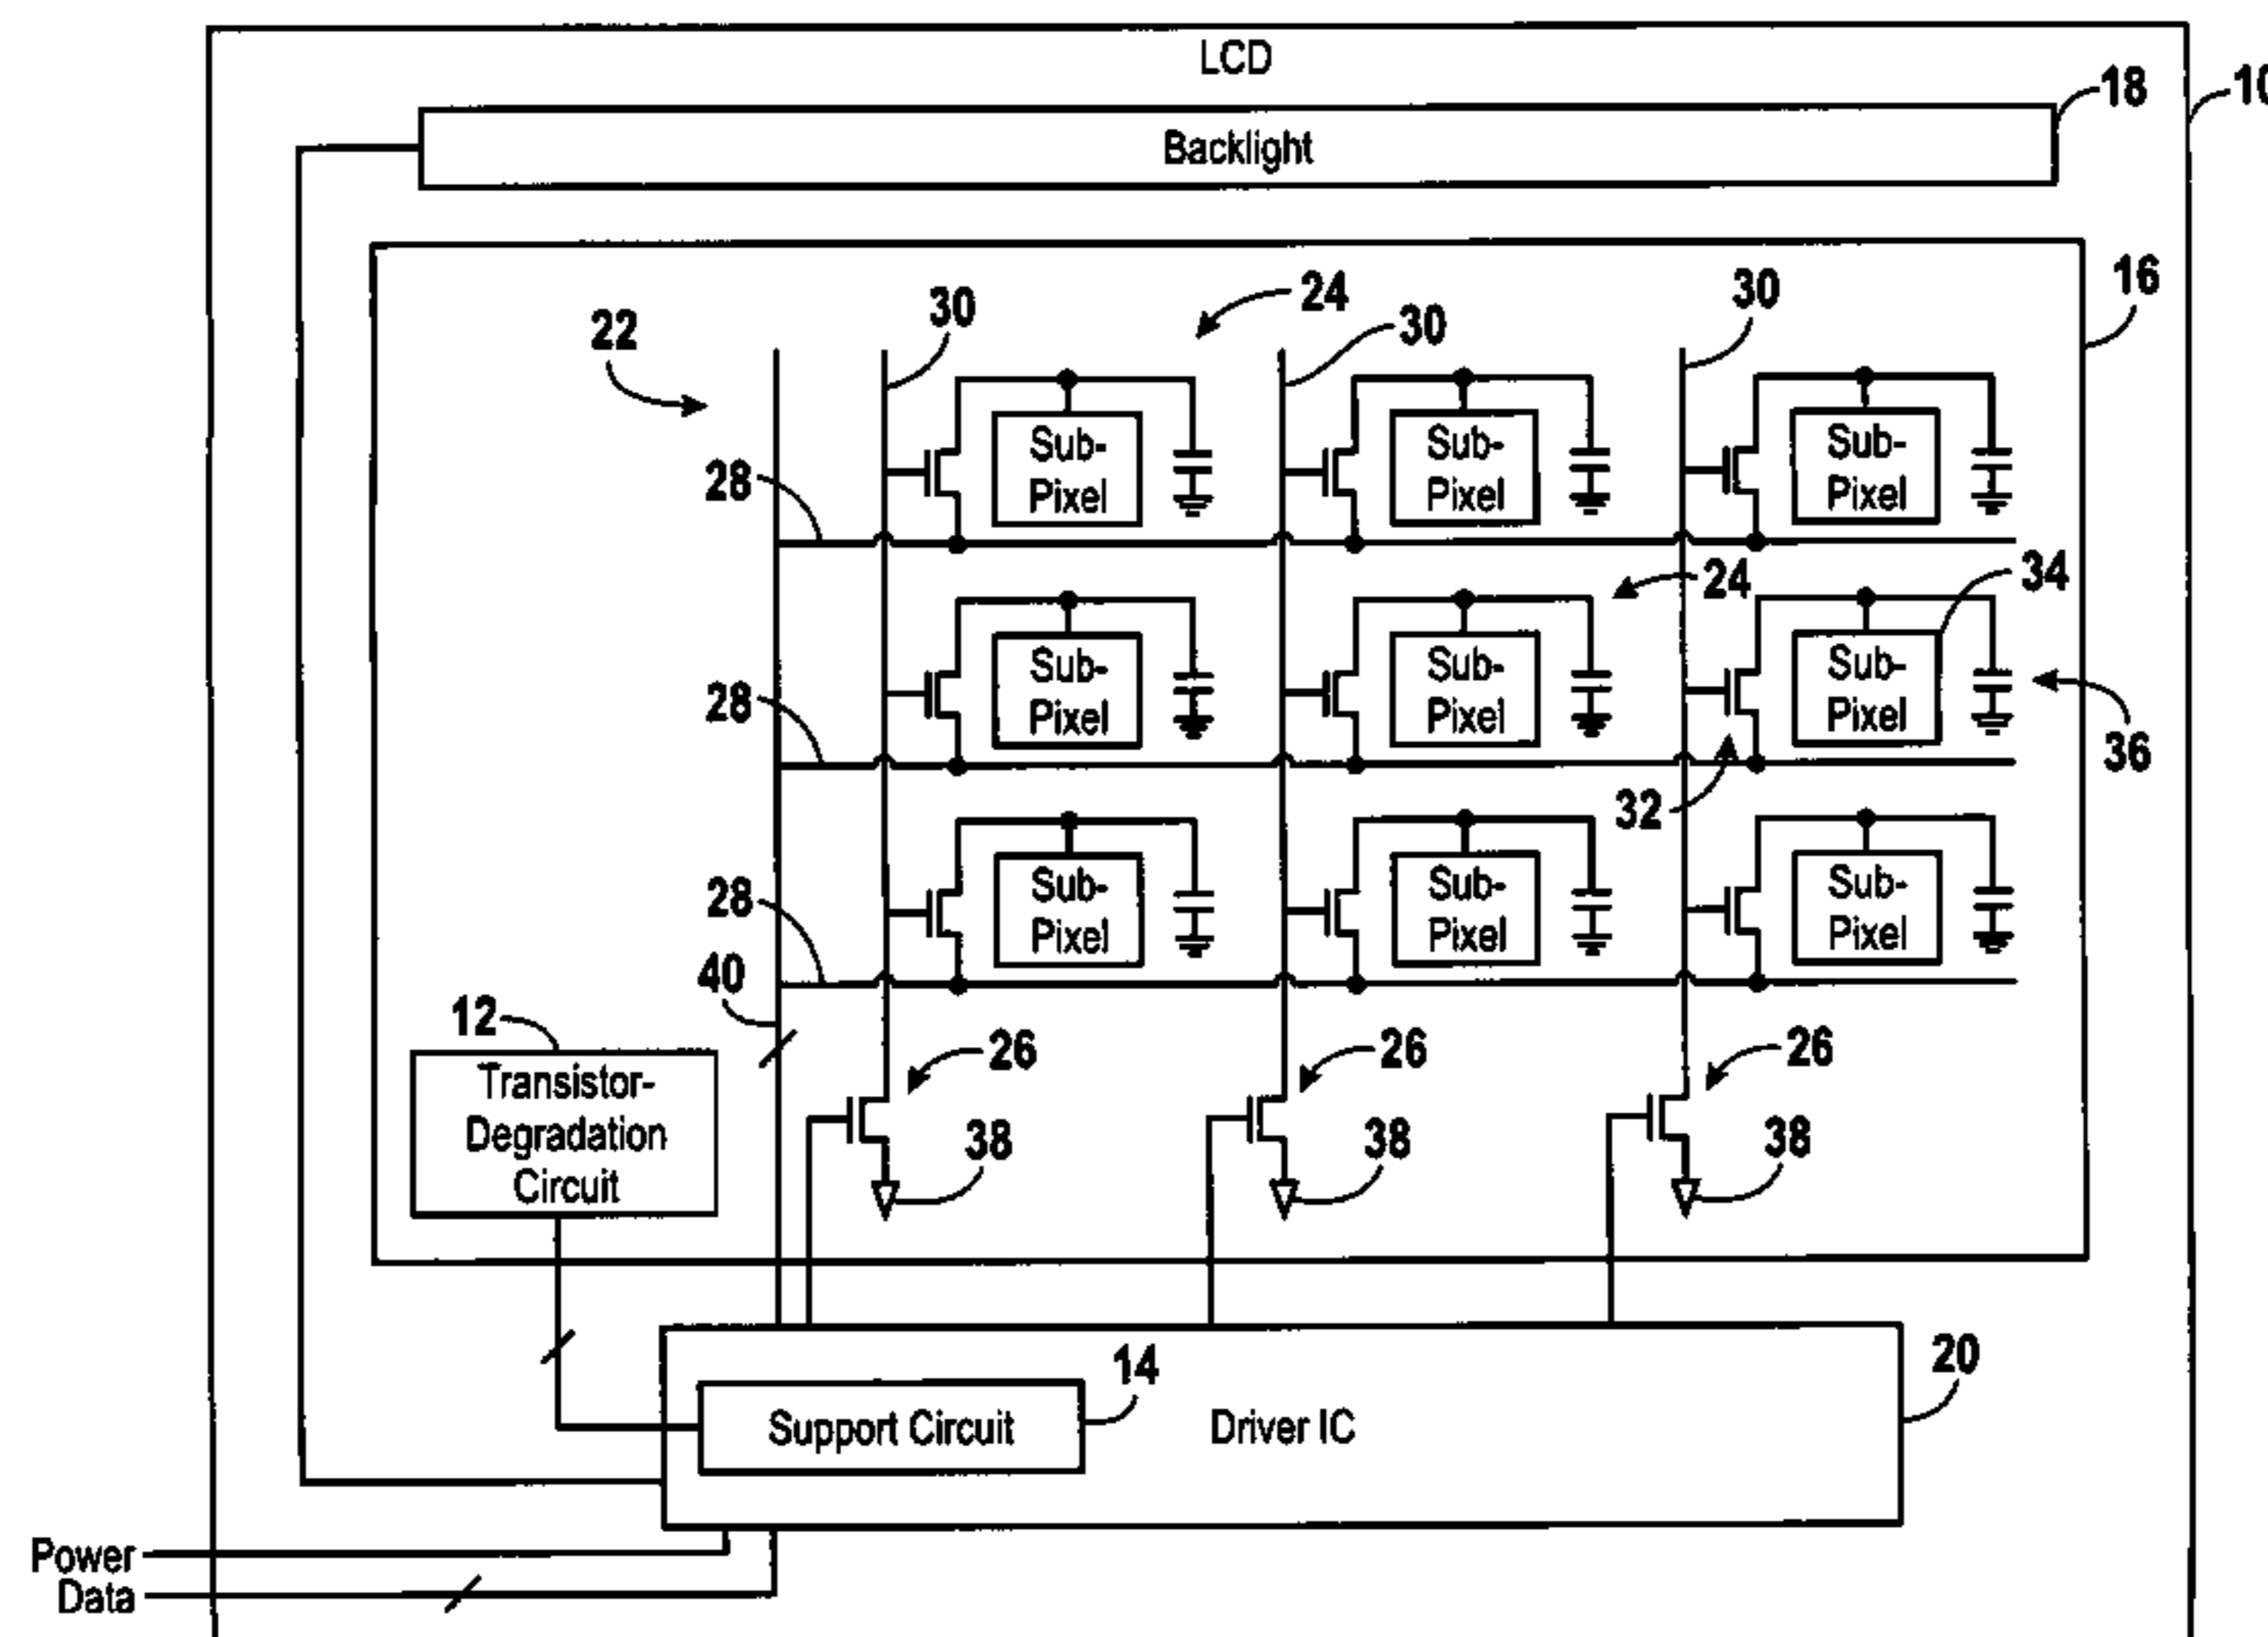 LCD
18
10
Backlight
16
30
24
30
30
22
Sub-
Pixel
Sub-
Pixel
Sub-
Pixel
28
24
34
Sub-
Pixel
Sub-
Pixel
Sub-
Pixel
28
36
32
Sub-
Pixel
Sub-
Pixel
Sub-
Pixel
28
40
12
Transistor-
Degradation
Circuit
26
26
26
38
38
38
14
20
Support Circuit
Driver IC
Power
Data